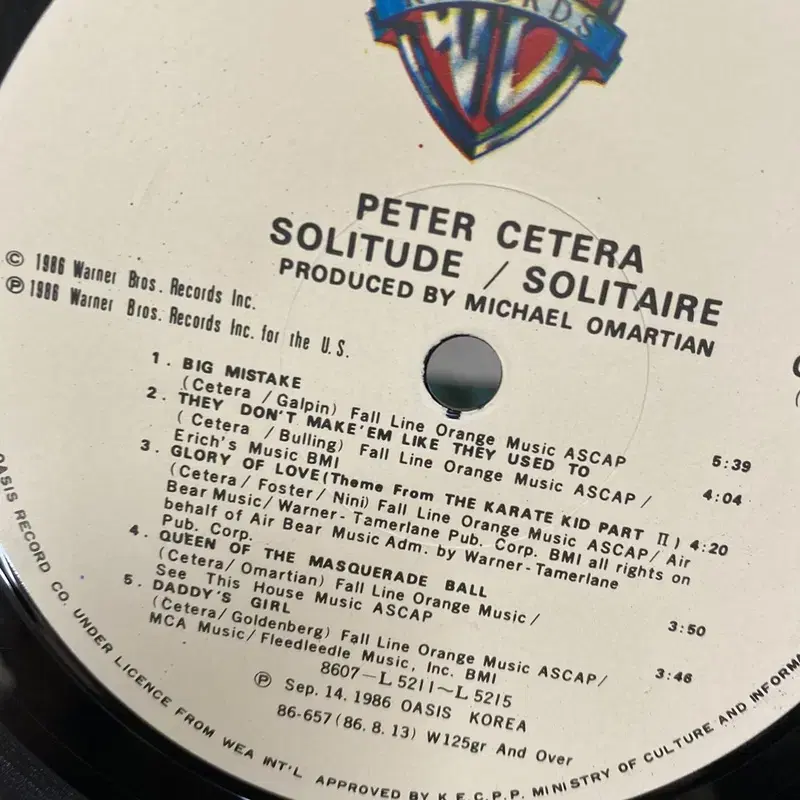 RECORDS
PETER CETERA
SOLITUDE / SOLITAIRE
PRODUCED BY MICHAEL OMARTIAN
© 1986 Warner Bros. Records Inc.
℗ 1986 Warner Bros. Records Inc. for the U.S.
1. BIG MISTAKE
(Cetera /Galpin) Fall Line Orange Music ASCAP 5:39
2. THEY DON'T MAKE'EM LIKE THEY USED TO
( Cetera /Bulling) Fall Line Orange Music ASCAP /
Erich's Music BMI 4:04
3. GLORY OF LOVE(Theme From THE KARATE KID PART II) 4:20
(Cetera/ Foster/ Nini) Fall Line Orange Music ASCAP/ Air
Bear Music/ Warner-Tamerlane Pub. Corp. BMI all rights on
behalf of Air Bear Music Adm. by Warner-Tamerlane
Pub. Corp.
4. QUEEN OF THE MASQUERADE BALL
(Cetera/ Omartian) Fall Line Orange Music /
See This House Music ASCAP 3:50
5. DADDY'S GIRL
(Cetera/ Goldenberg) Fall Line Orange Music ASCAP/
MCA Music/ Fleedleedle Music, Inc. BMI 3:46
8607-L5211~L5215
℗ Sep. 14. 1986 OASIS KOREA
86-657(86. 8. 13) W125gr And Over
OASIS RECORD CO. UNDER LICENCE FROM WEA INT'L APPROVED BY K.E.C.P.P. MINISTRY OF CULTURE AND